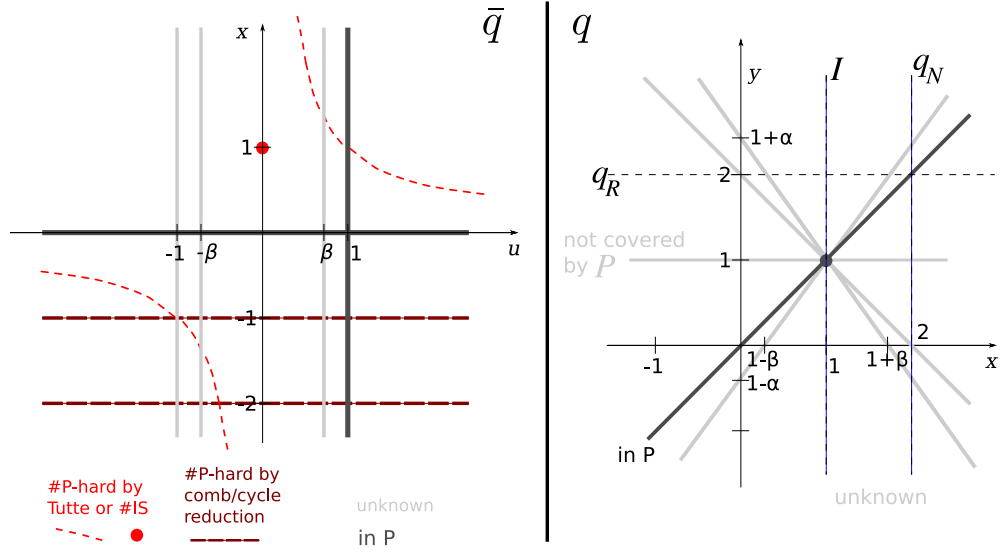 x
q̄
1
-1
-β
β
1
u
-1
-2
#P-hard by
Tutte or #IS
#P-hard by
comb/cycle
reduction
unknown
in P
q
y
I
q_N
1+α
2
q_R
not covered
by P
1
-1
1-β
1
1+β
2
x
1-α
in P
unknown